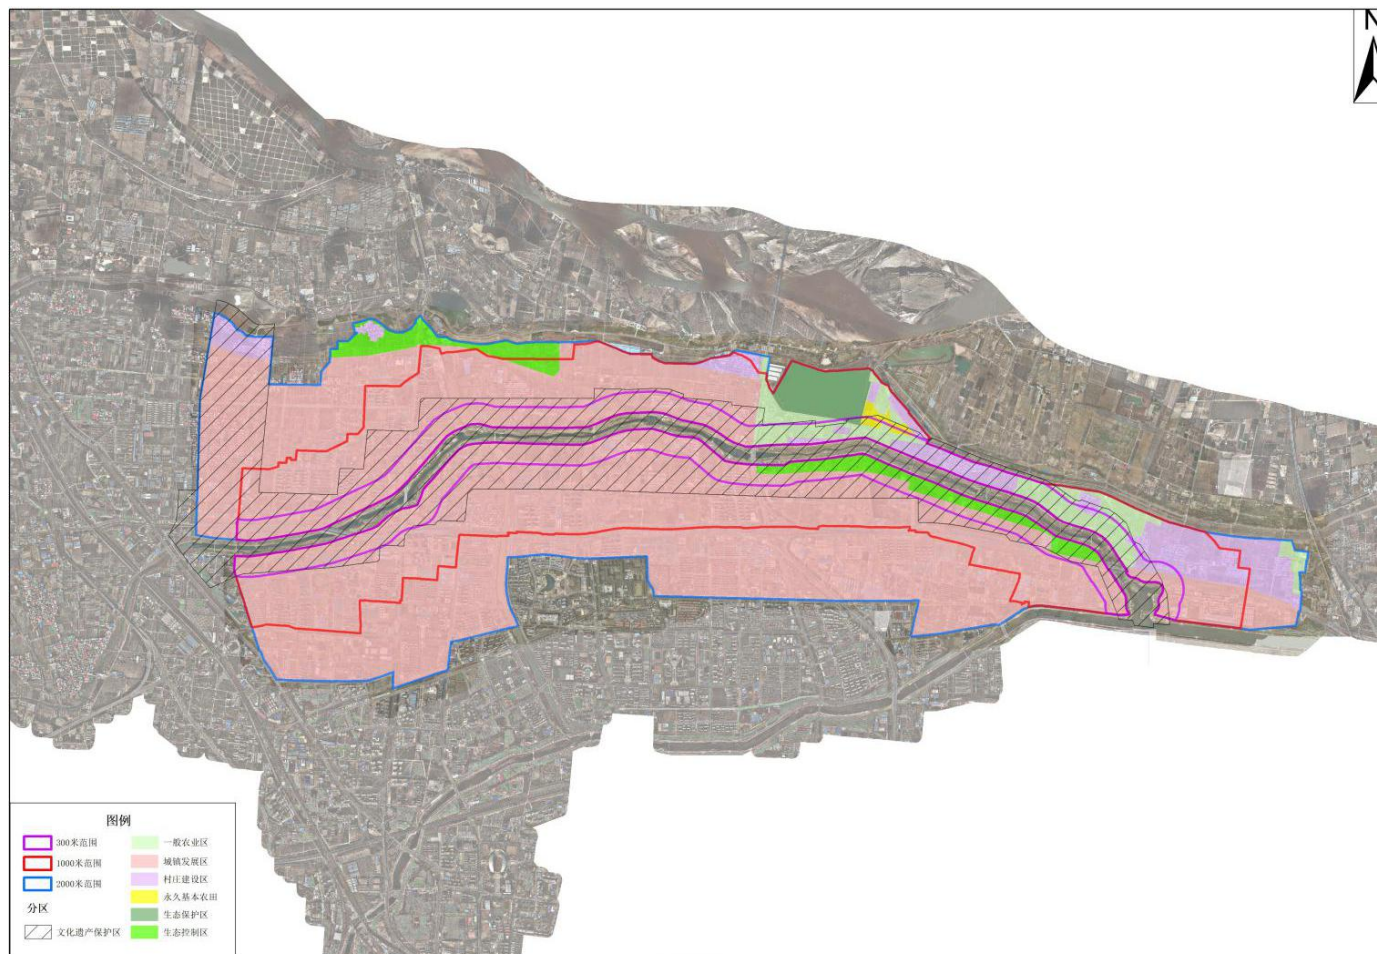 N
图例
300米范围
1000米范围
2000米范围
分区
文化遗产保护区
一般农业区
城镇发展区
村庄建设区
永久基本农田
生态保护区
生态控制区